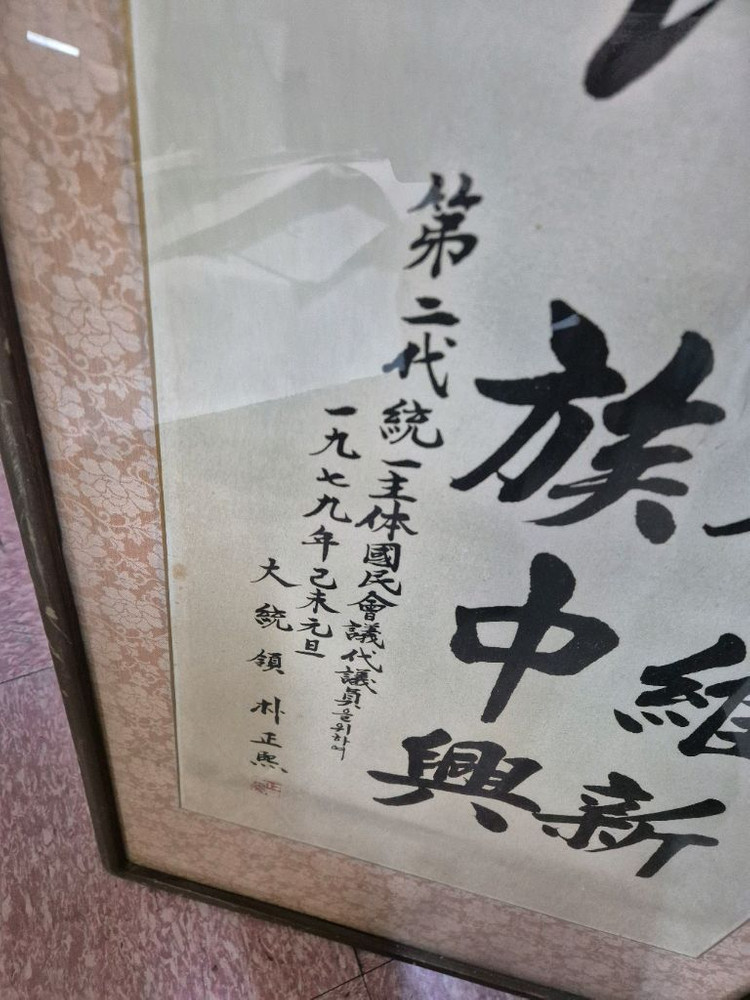 維新
族中興
第二代統一主体國民會議代議員을위하여
一九七九年己未元旦
大統領 朴正熙